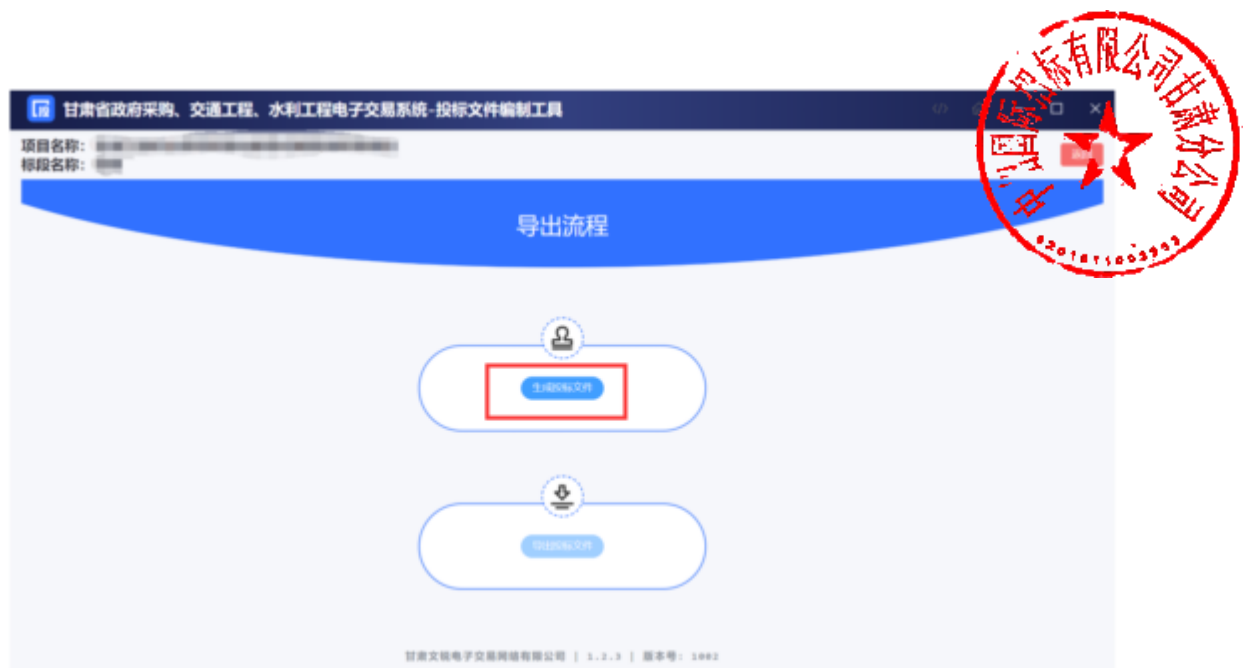 甘肃省政府采购、交通工程、水利工程电子交易系统-投标文件编制工具
项目名称:
标段名称:
返回
导出流程
生成投标文件
导出投标文件
甘肃文锐电子交易网络有限公司 | 1.2.3 | 版本号: 1002
国际招标有限公司甘肃分公司